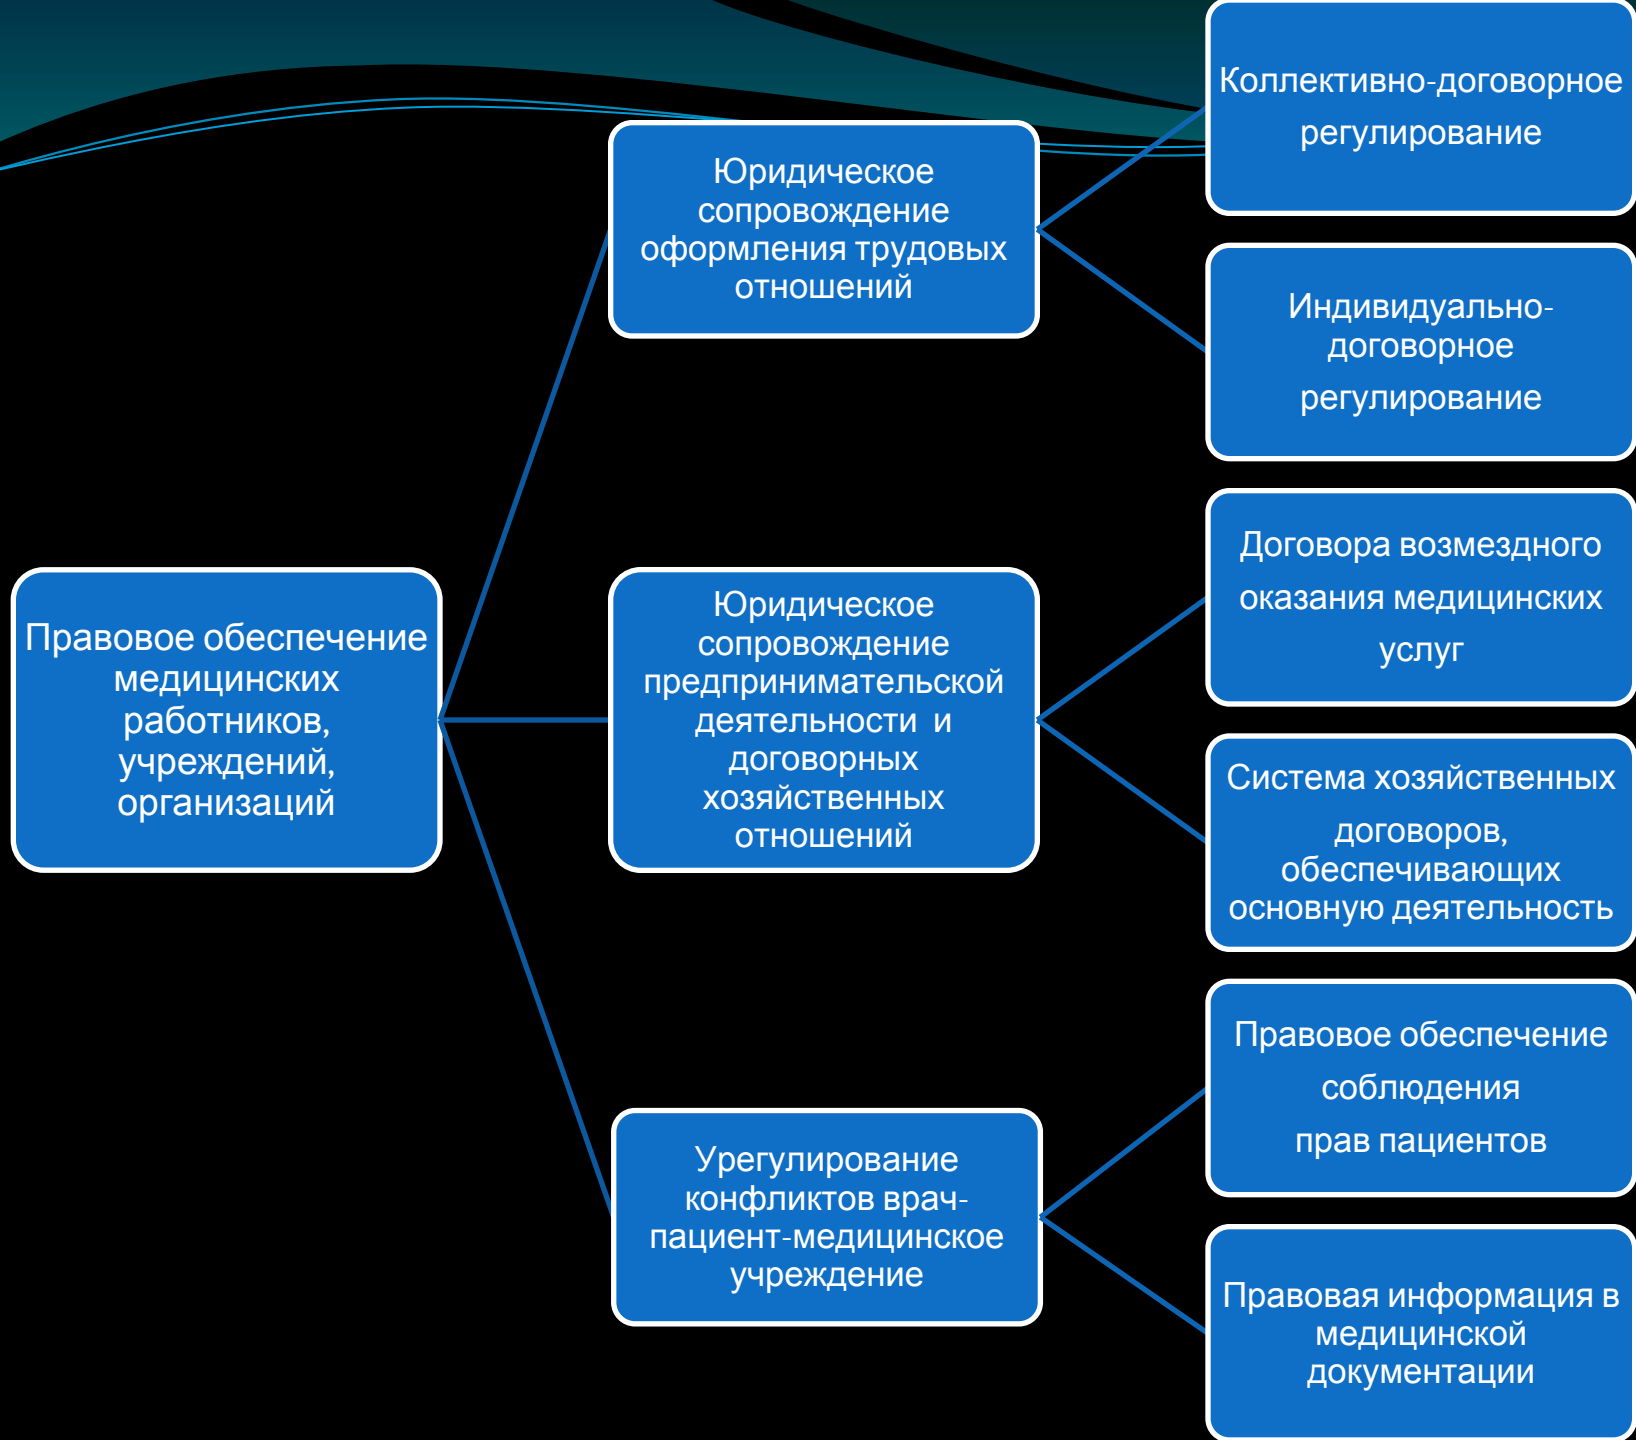 Правовое обеспечение
медицинских
работников,
учреждений,
организаций
Юридическое
сопровождение
оформления трудовых
отношений
Коллективно-договорное
регулирование
Индивидуально-
договорное
регулирование
Юридическое
сопровождение
предпринимательской
деятельности и
договорных
хозяйственных
отношений
Договора возмездного
оказания медицинских
услуг
Система хозяйственных
договоров,
обеспечивающих
основную деятельность
Урегулирование
конфликтов врач-
пациент-медицинское
учреждение
Правовое обеспечение
соблюдения
прав пациентов
Правовая информация в
медицинской
документации